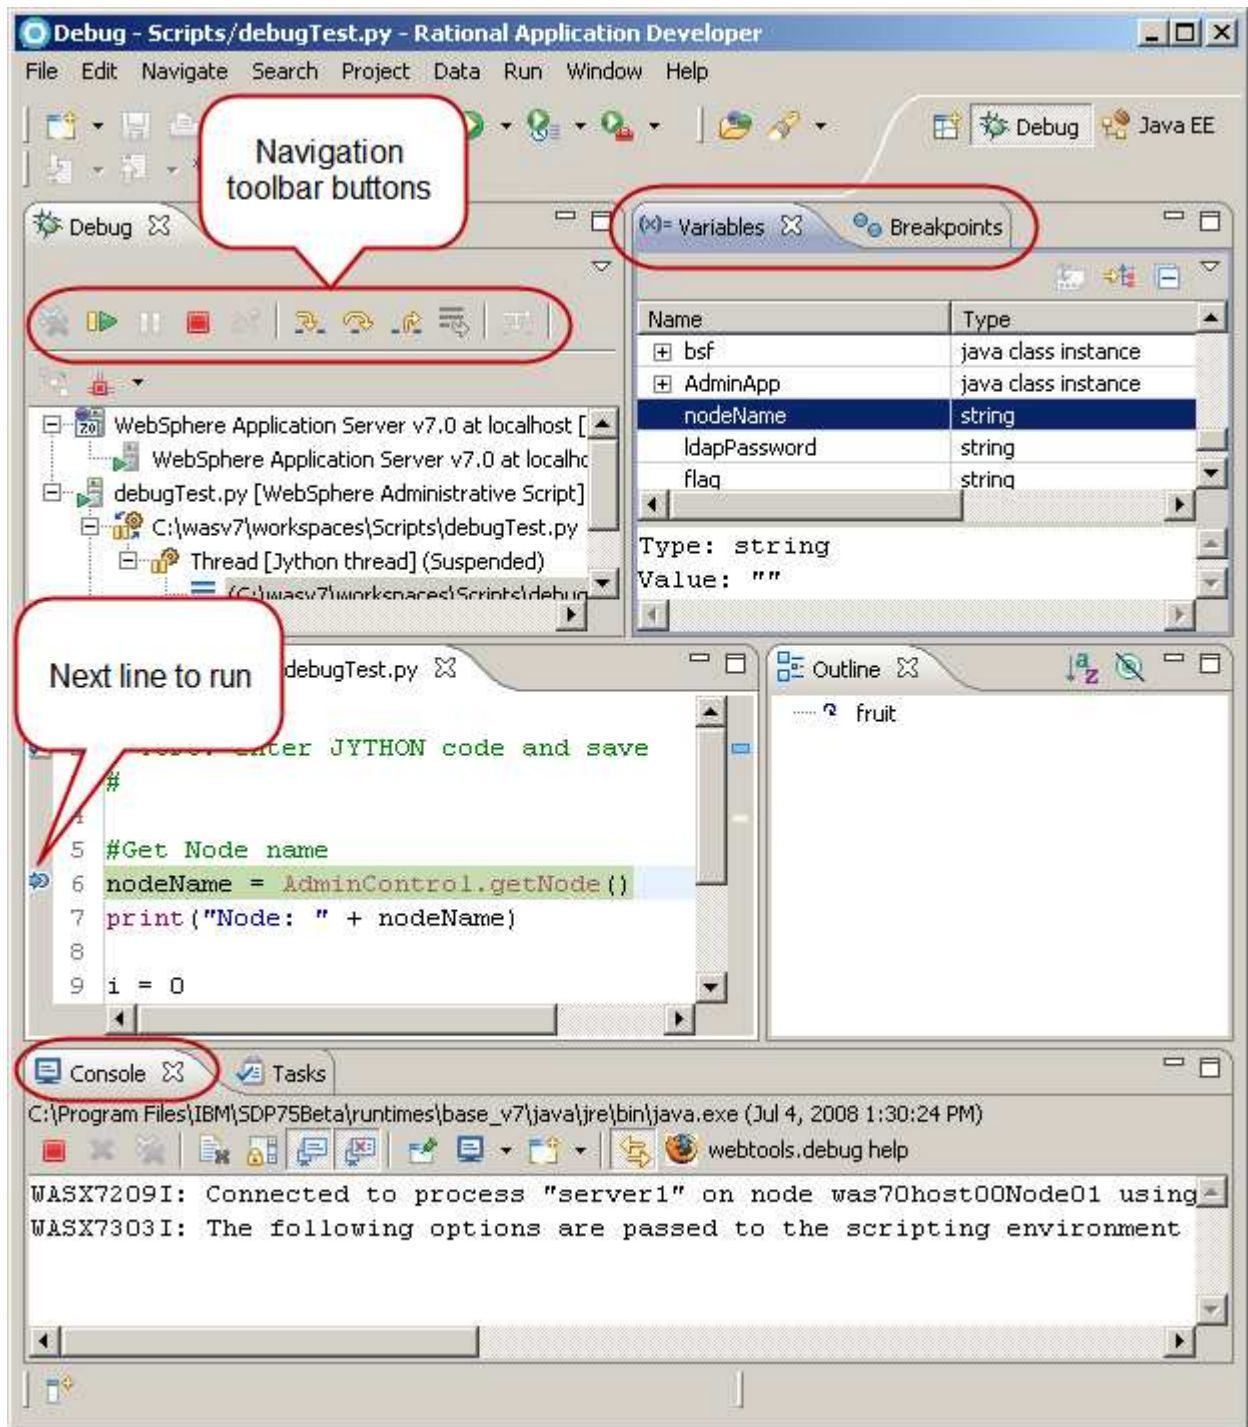 Debug - Scripts/debugTest.py - Rational Application Developer
File Edit Navigate Search Project Data Run Window Help
Navigation
toolbar buttons
Debug Java EE
Debug
Variables Breakpoints
Name Type
bsf java class instance
AdminApp java class instance
nodeName string
ldapPassword string
flag string
Type: string
Value: ""
WebSphere Application Server v7.0 at localhost [
WebSphere Application Server v7.0 at localho
debugTest.py [WebSphere Administrative Script]
C:\wasv7\workspaces\Scripts\debugTest.py
Thread [Jython thread] (Suspended)
(C:\wasv7\workspaces\Scripts\debug
Next line to run
debugTest.py
enter JYTHON code and save
#
4
5 #Get Node name
6 nodeName = AdminControl.getNode()
7 print("Node: " + nodeName)
8
9 i = 0
Outline
fruit
Console Tasks
C:\Program Files\IBM\SDP75Beta\runtimes\base_v7\java\jre\bin\java.exe (Jul 4, 2008 1:30:24 PM)
webtools.debug help
WASX7209I: Connected to process "server1" on node was70host00Node01 using
WASX7303I: The following options are passed to the scripting environment